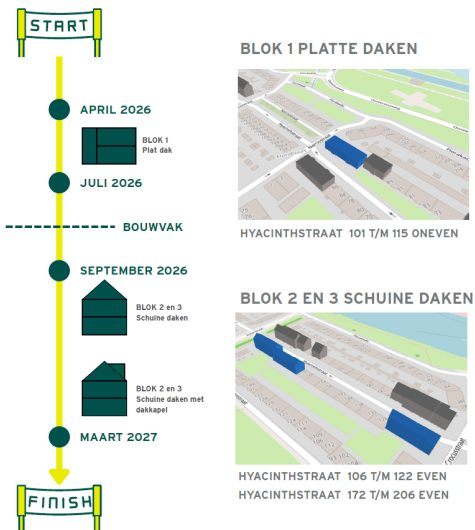 START
APRIL 2026
BLOK 1
Plat dak
JULI 2026
BOUWVAK
SEPTEMBER 2026
BLOK 2 en 3
Schuine daken
BLOK 2 en 3
Schuine daken met
dakkapel
MAART 2027
FINISH
BLOK 1 PLATTE DAKEN
HYACINTHSTRAAT 101 T/M 115 ONEVEN
BLOK 2 EN 3 SCHUINE DAKEN
Crocusstraat
HYACINTHSTRAAT 106 T/M 122 EVEN
HYACINTHSTRAAT 172 T/M 206 EVEN